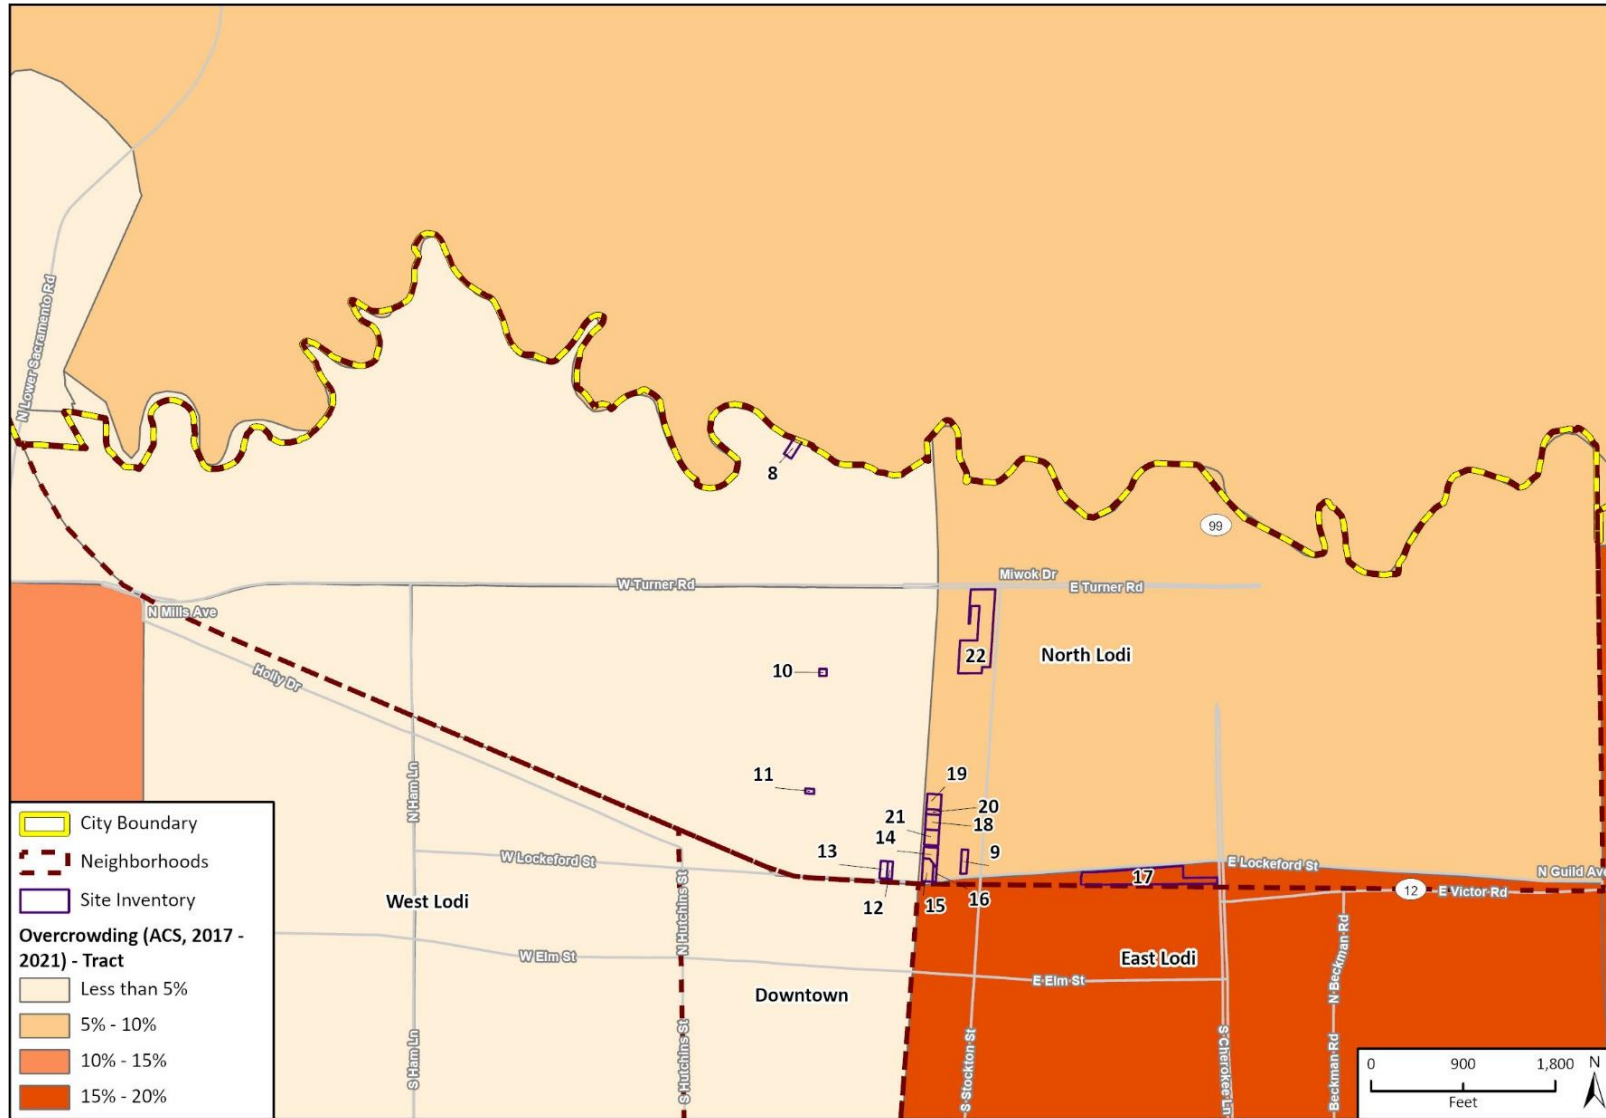 N Lower Sacramento Rd
8
99
W Turner Rd
Miwok Dr
E Turner Rd
N Mills Ave
Holly Dr
10
22
North Lodi
11
N Ham Ln
19
20
21
18
14
13
9
W Lockeford St
E Lockeford St
17
N Guild Ave
12
E Victor Rd
12
15
16
West Lodi
N Hutchins St
W Elm St
East Lodi
E Elm St
N Beckman Rd
Downtown
S Ham Ln
S Hutchins St
S Stockton St
S Cherokee Ln
Beckman Rd
City Boundary
Neighborhoods
Site Inventory
Overcrowding (ACS, 2017 -
2021) - Tract
Less than 5%
5% - 10%
10% - 15%
15% - 20%
0 900 1,800
Feet
N